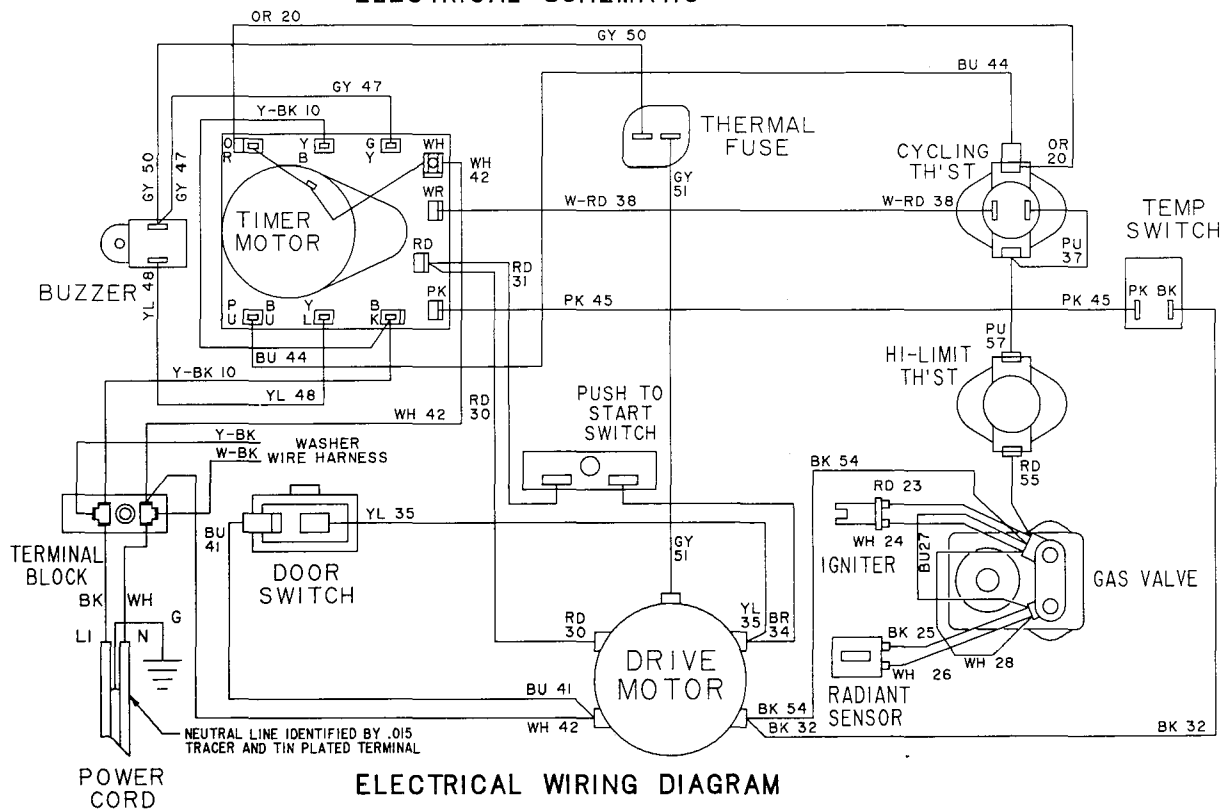 ELECTRICAL SCHEMATIC
OR 20
GY 50
BU 44
GY 47
Y-BK 10
GY 50
GY 47
O R
Y B
G Y
WH
WH 42
THERMAL FUSE
CYCLING TH'ST
OR 20
GY 51
WR
W-RD 38
W-RD 38
TIMER MOTOR
TEMP SWITCH
RD
RD 31
PU 37
BUZZER
YL 48
P U
B U
Y L
B K
PK
PK 45
PK 45
PK BK
BU 44
PU 57
HI-LIMIT TH'ST
Y-BK 10
YL 48
WH 42
RD 30
PUSH TO START SWITCH
Y-BK
W-BK
WASHER WIRE HARNESS
BK 54
RD 55
RD 23
WH 24
IGNITER
BU27
BU 41
YL 35
TERMINAL BLOCK
DOOR SWITCH
GY 51
GAS VALVE
BK
WH
G
LI
N
RD 30
YL 35
BR 34
BK 25
WH 26
WH 28
DRIVE MOTOR
RADIANT SENSOR
BU 41
WH 42
BK 54
BK 32
BK 32
NEUTRAL LINE IDENTIFIED BY .015
TRACER AND TIN PLATED TERMINAL
POWER CORD
ELECTRICAL WIRING DIAGRAM